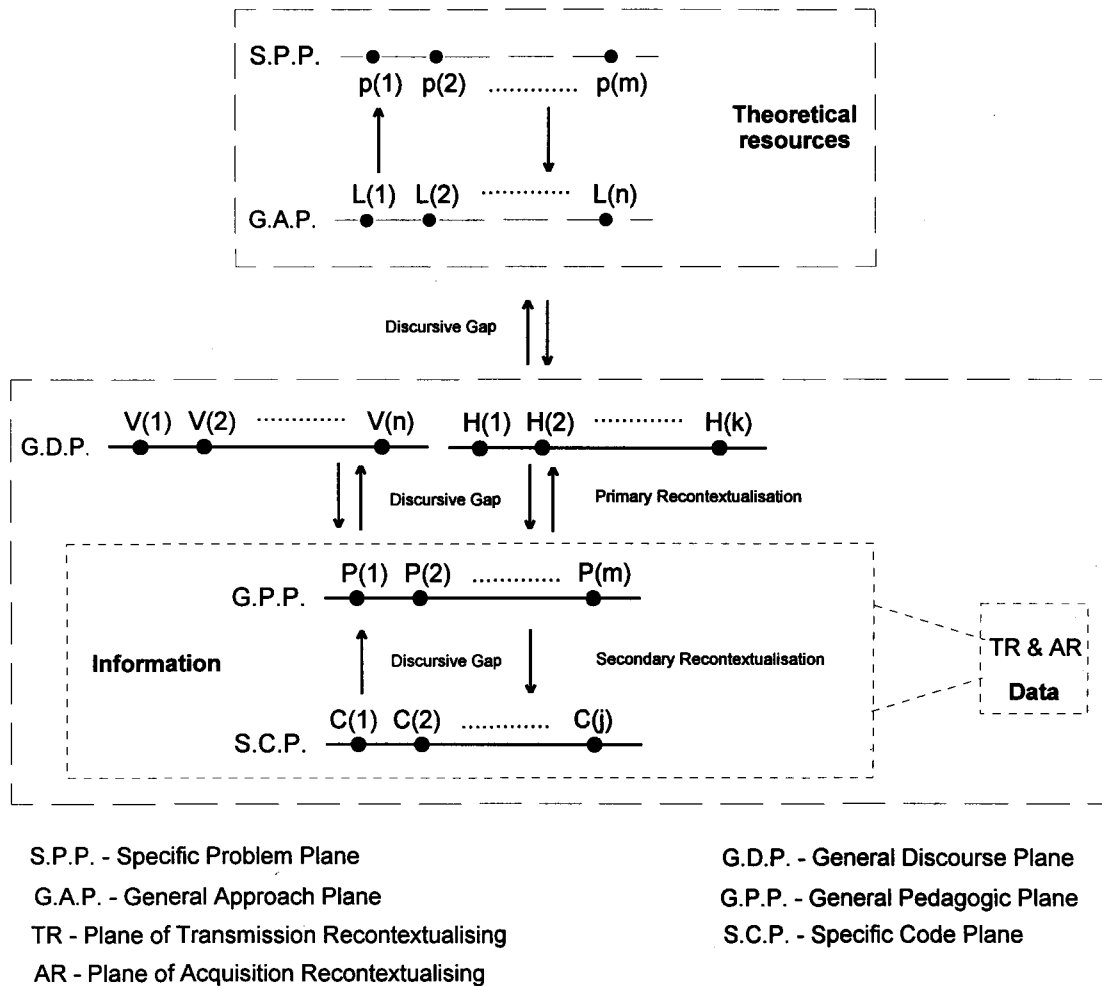 S.P.P.
p(1) p(2) ............. p(m)
Theoretical
resources
L(1) L(2) ............. L(n)
G.A.P.
Discursive Gap
V(1) V(2) ............. V(n) H(1) H(2) ............. H(k)
G.D.P.
Discursive Gap Primary Recontextualisation
P(1) P(2) ............. P(m)
G.P.P.
Information Discursive Gap Secondary Recontextualisation
TR & AR
Data
C(1) C(2) ............. C(j)
S.C.P.
S.P.P. - Specific Problem Plane
G.A.P. - General Approach Plane
TR - Plane of Transmission Recontextualising
AR - Plane of Acquisition Recontextualising
G.D.P. - General Discourse Plane
G.P.P. - General Pedagogic Plane
S.C.P. - Specific Code Plane